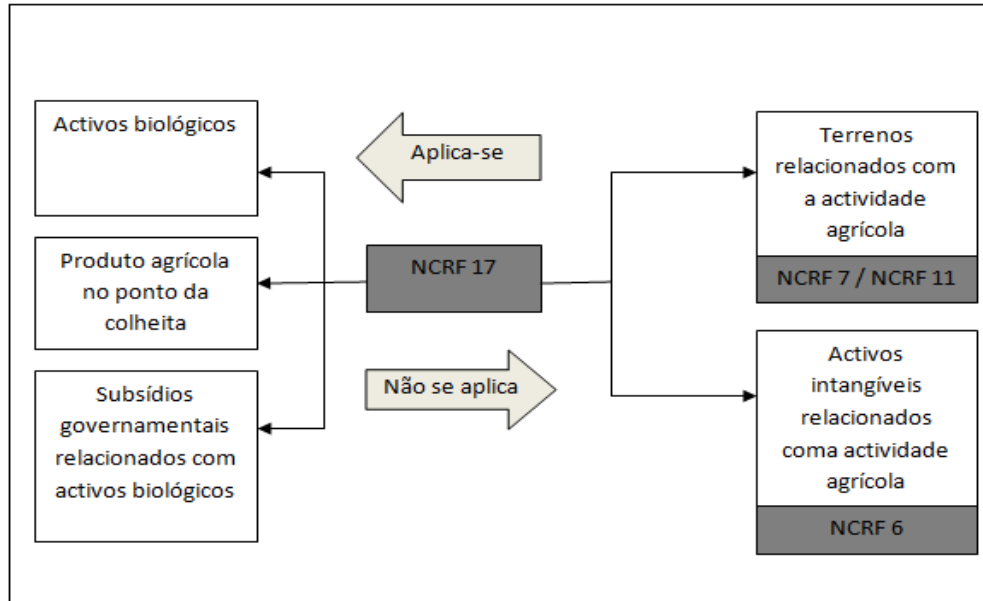 Activos biológicos
Produto agrícola
no ponto da
colheita
Subsídios
governamentais
relacionados com
activos biológicos
Aplica-se
NCRF 17
Não se aplica
Terrenos
relacionados com
a actividade
agrícola
NCRF 7 / NCRF 11
Activos
intangíveis
relacionados
coma actividade
agrícola
NCRF 6